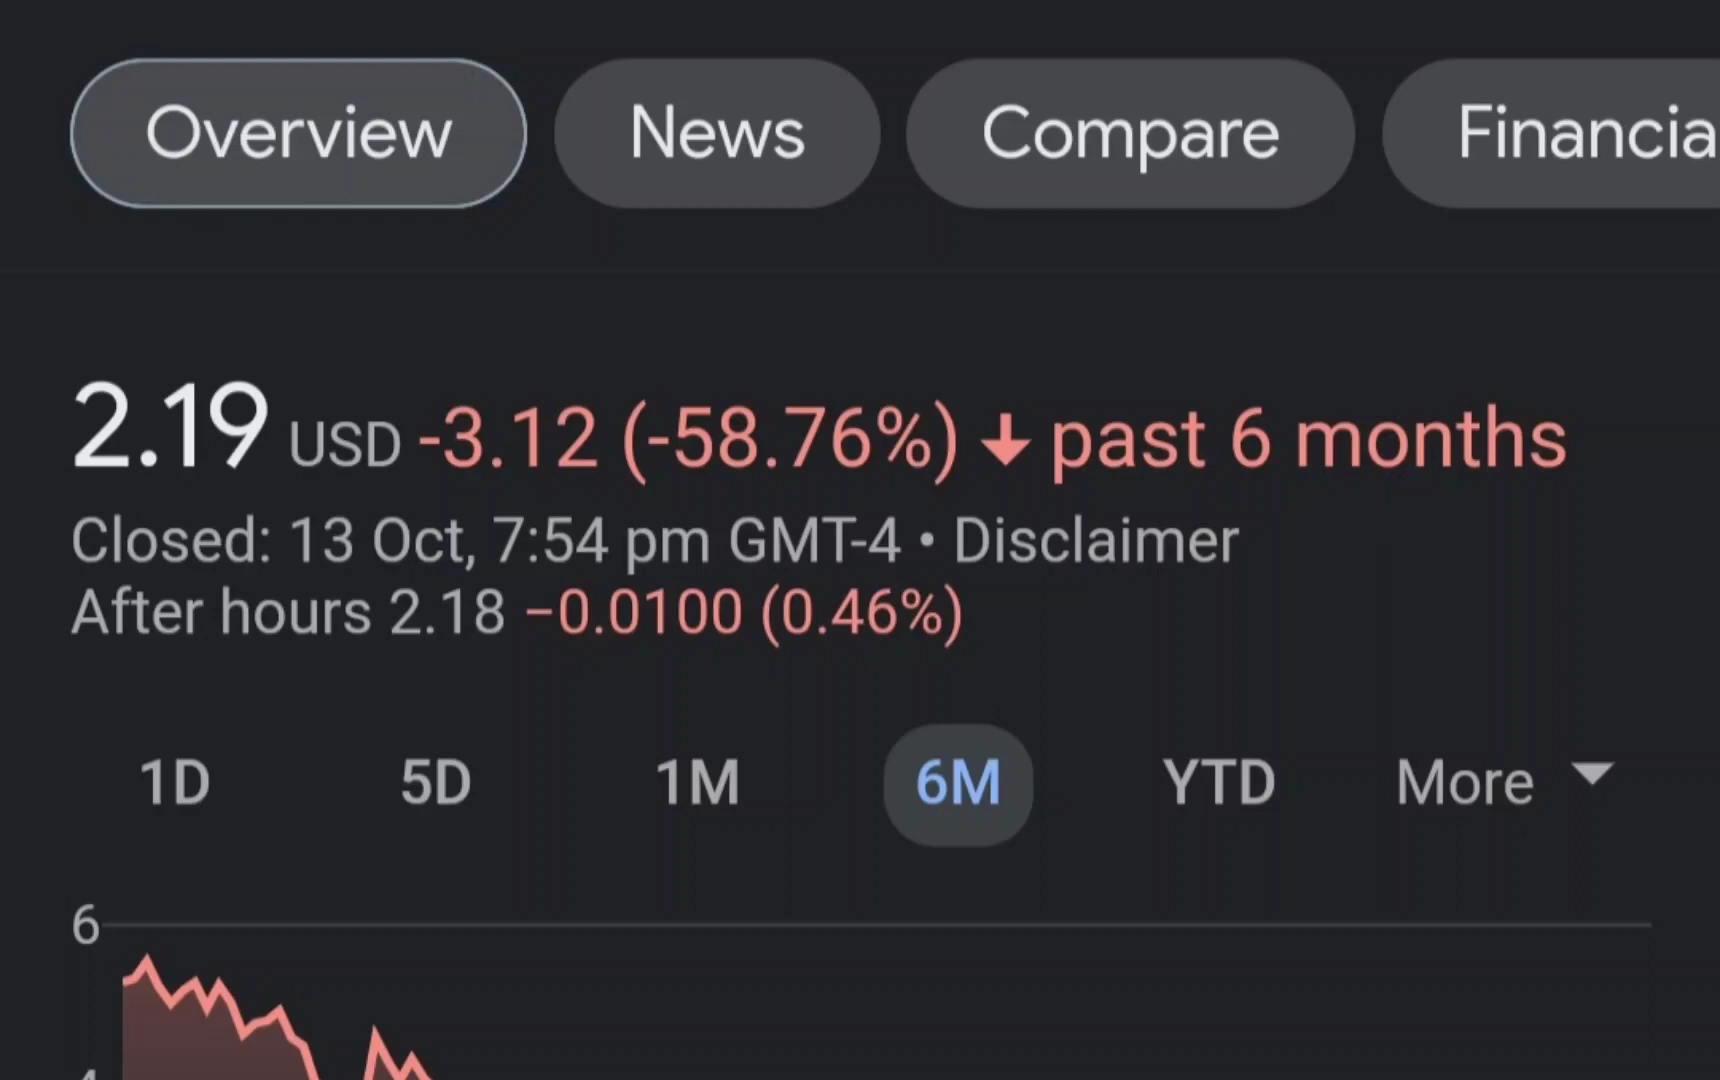 Overview News Compare Financia
2.19 USD -3.12 (-58.76%) ↓ past 6 months
Closed: 13 Oct, 7:54 pm GMT-4 • Disclaimer
After hours 2.18 −0.0100 (0.46%)
1D 5D 1M 6M YTD More
6
4